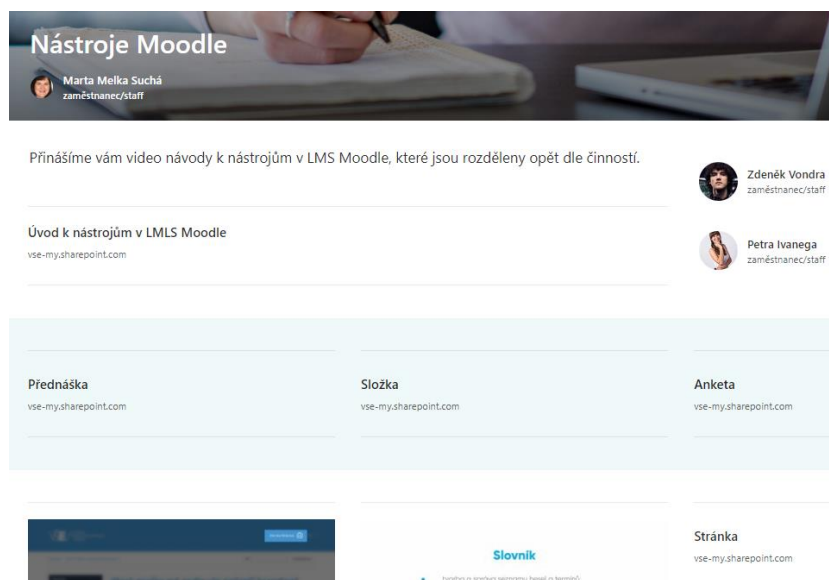 Nástroje Moodle
Marta Melka Suchá
zaměstnanec/staff
Přinášíme vám video návody k nástrojům v LMS Moodle, které jsou rozděleny opět dle činností.
Zdeněk Vondra
zaměstnanec/staff
Úvod k nástrojům v LMLS Moodle
vse-my.sharepoint.com
Petra Ivanega
zaměstnanec/staff
Přednáška
vse-my.sharepoint.com
Složka
vse-my.sharepoint.com
Anketa
vse-my.sharepoint.com
Slovník
Stránka
vse-my.sharepoint.com